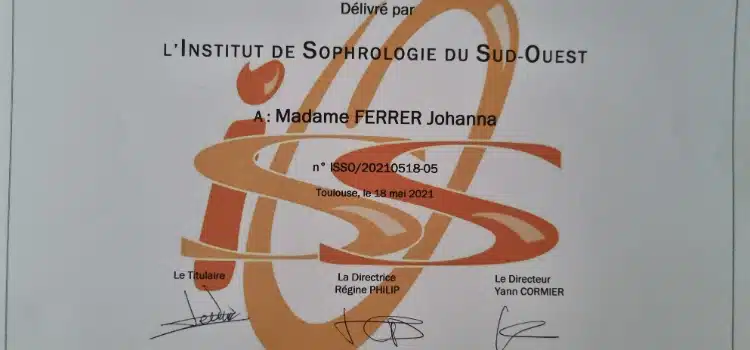 Délivré par
L'INSTITUT DE SOPHROLOGIE DU SUD-OUEST
A : Madame FERRER Johanna
n° ISSO/20210518-05
Toulouse, le 18 mai 2021
Le Titulaire
La Directrice
Régine PHILIP
Le Directeur
Yann CORMIER